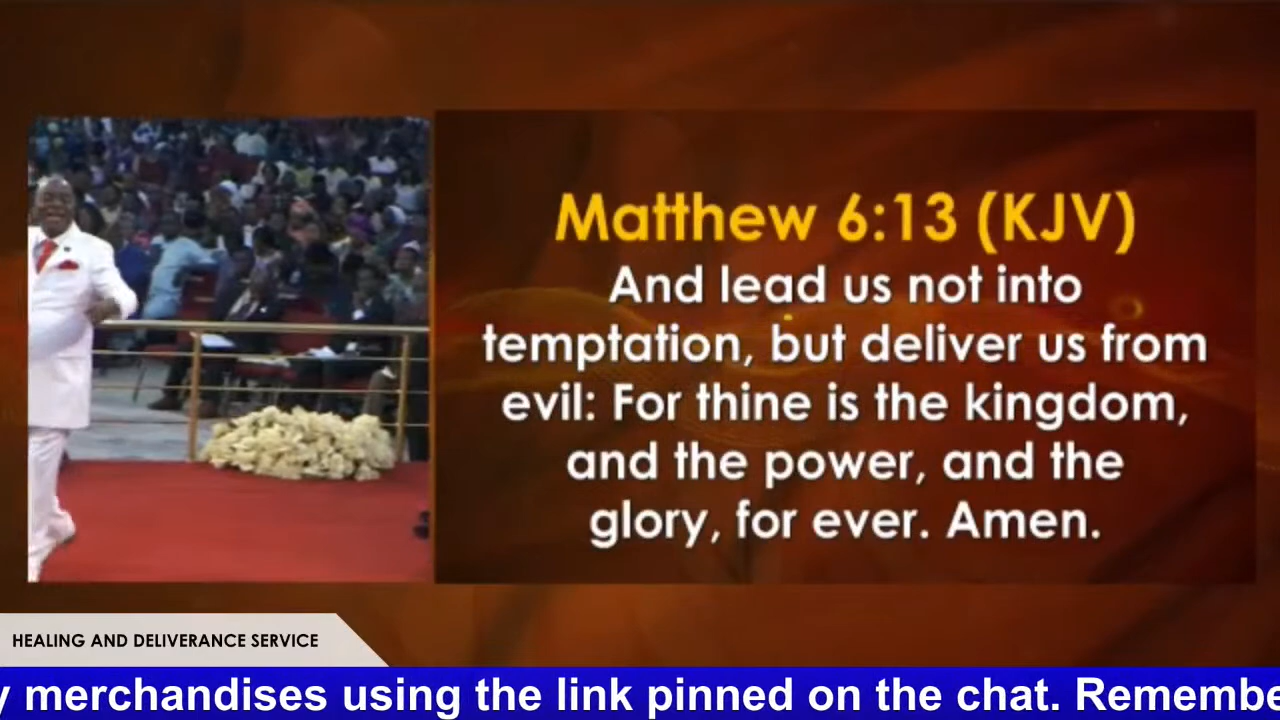 Matthew 6:13 (KJV)
And lead us not into
temptation, but deliver us from
evil: For thine is the kingdom,
and the power, and the
glory, for ever. Amen.
HEALING AND DELIVERANCE SERVICE
merchandises using the link pinned on the chat.